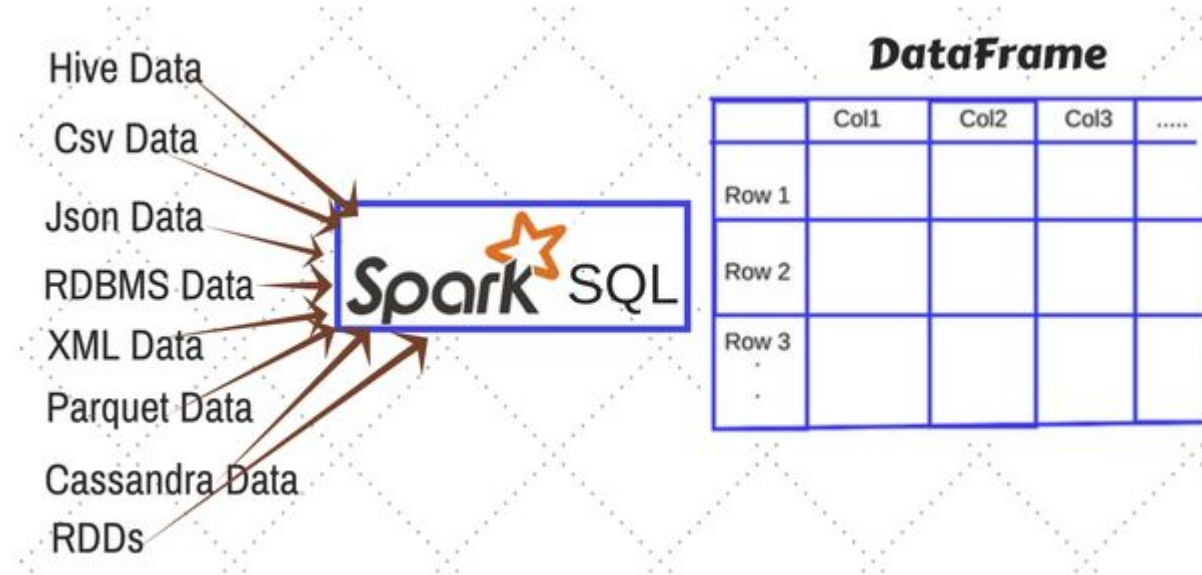 Hive Data
Csv Data
Json Data
RDBMS Data
XML Data
Parquet Data
Cassandra Data
RDDs
Spark SQL
DataFrame
Col1 Col2 Col3 .....
Row 1
Row 2
Row 3